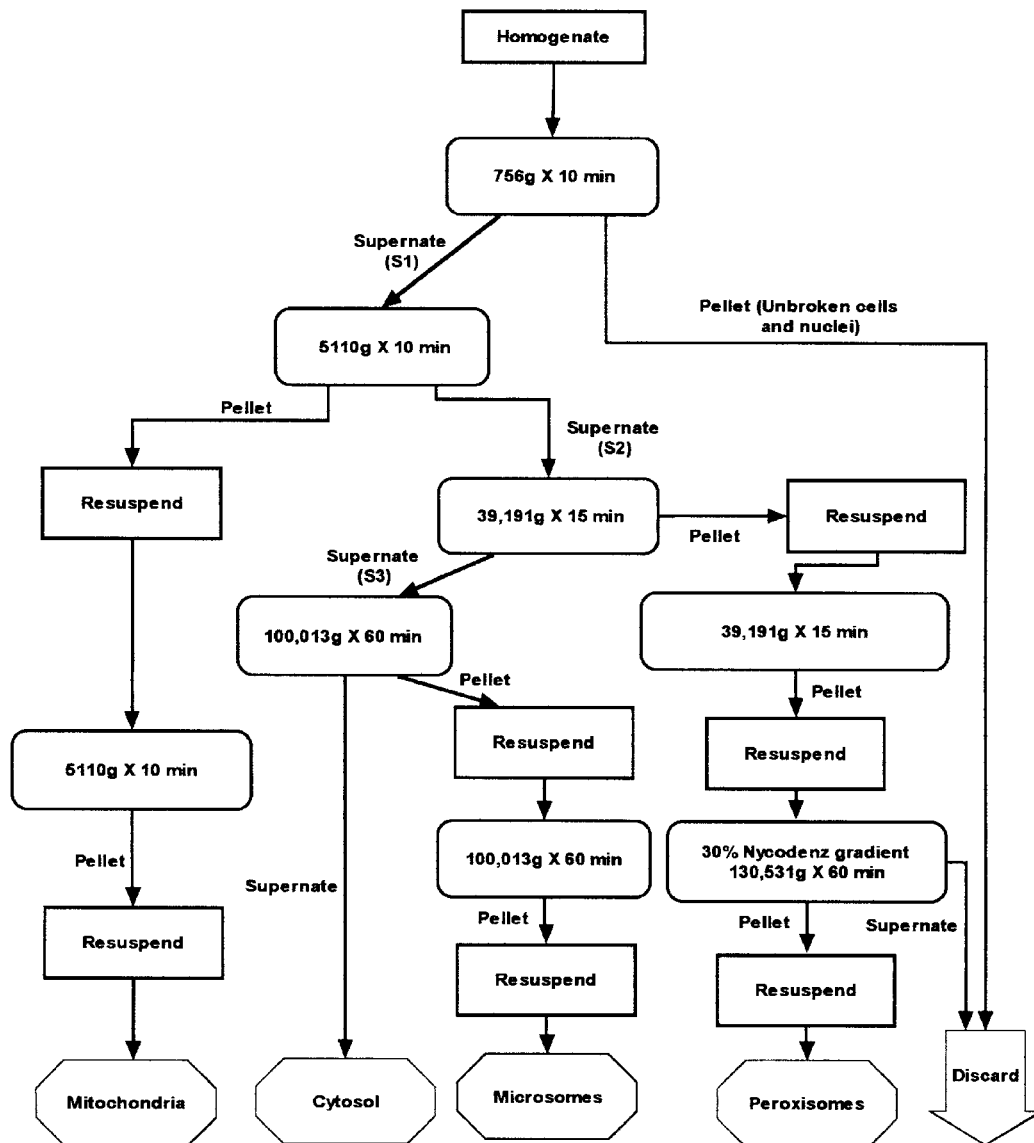 Homogenate
756g X 10 min
Supernate
(S1)
Pellet (Unbroken cells
and nuclei)
5110g X 10 min
Pellet
Supernate
(S2)
Resuspend
39,191g X 15 min
Pellet
Resuspend
Supernate
(S3)
100,013g X 60 min
39,191g X 15 min
Pellet
Pellet
Resuspend
Resuspend
5110g X 10 min
Pellet
100,013g X 60 min
30% Nycodenz gradient
130,531g X 60 min
Supernate
Pellet
Pellet
Supernate
Resuspend
Resuspend
Resuspend
Mitochondria
Cytosol
Microsomes
Peroxisomes
Discard